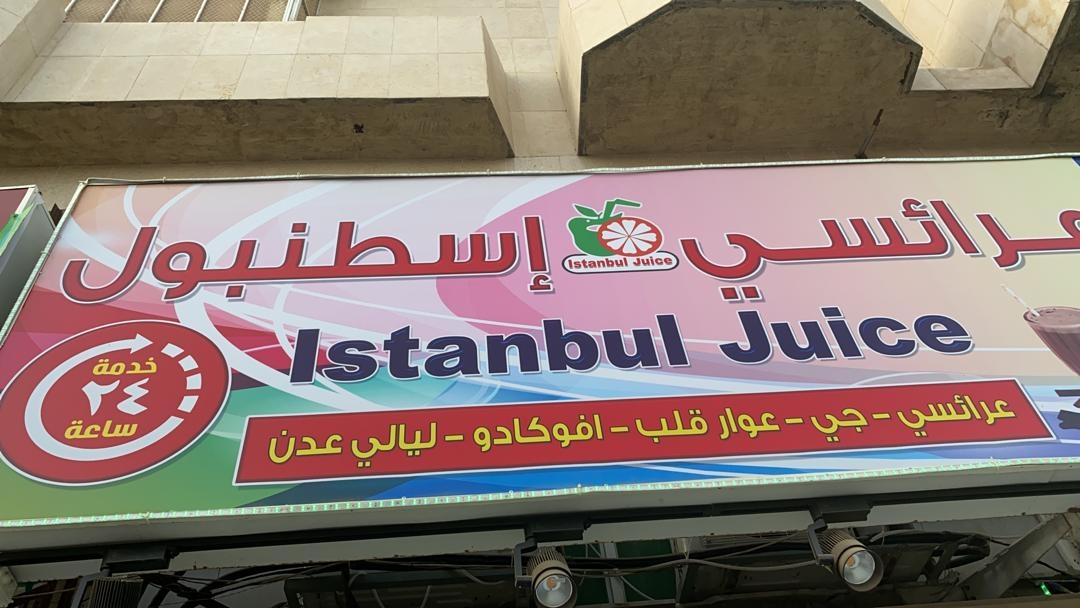 عرائسي إسطنبول
Istanbul Juice
Istanbul Juice
خدمة
٢٤
ساعة
عرائسي - جي - عوار قلب - افوكادو - ليالي عدن